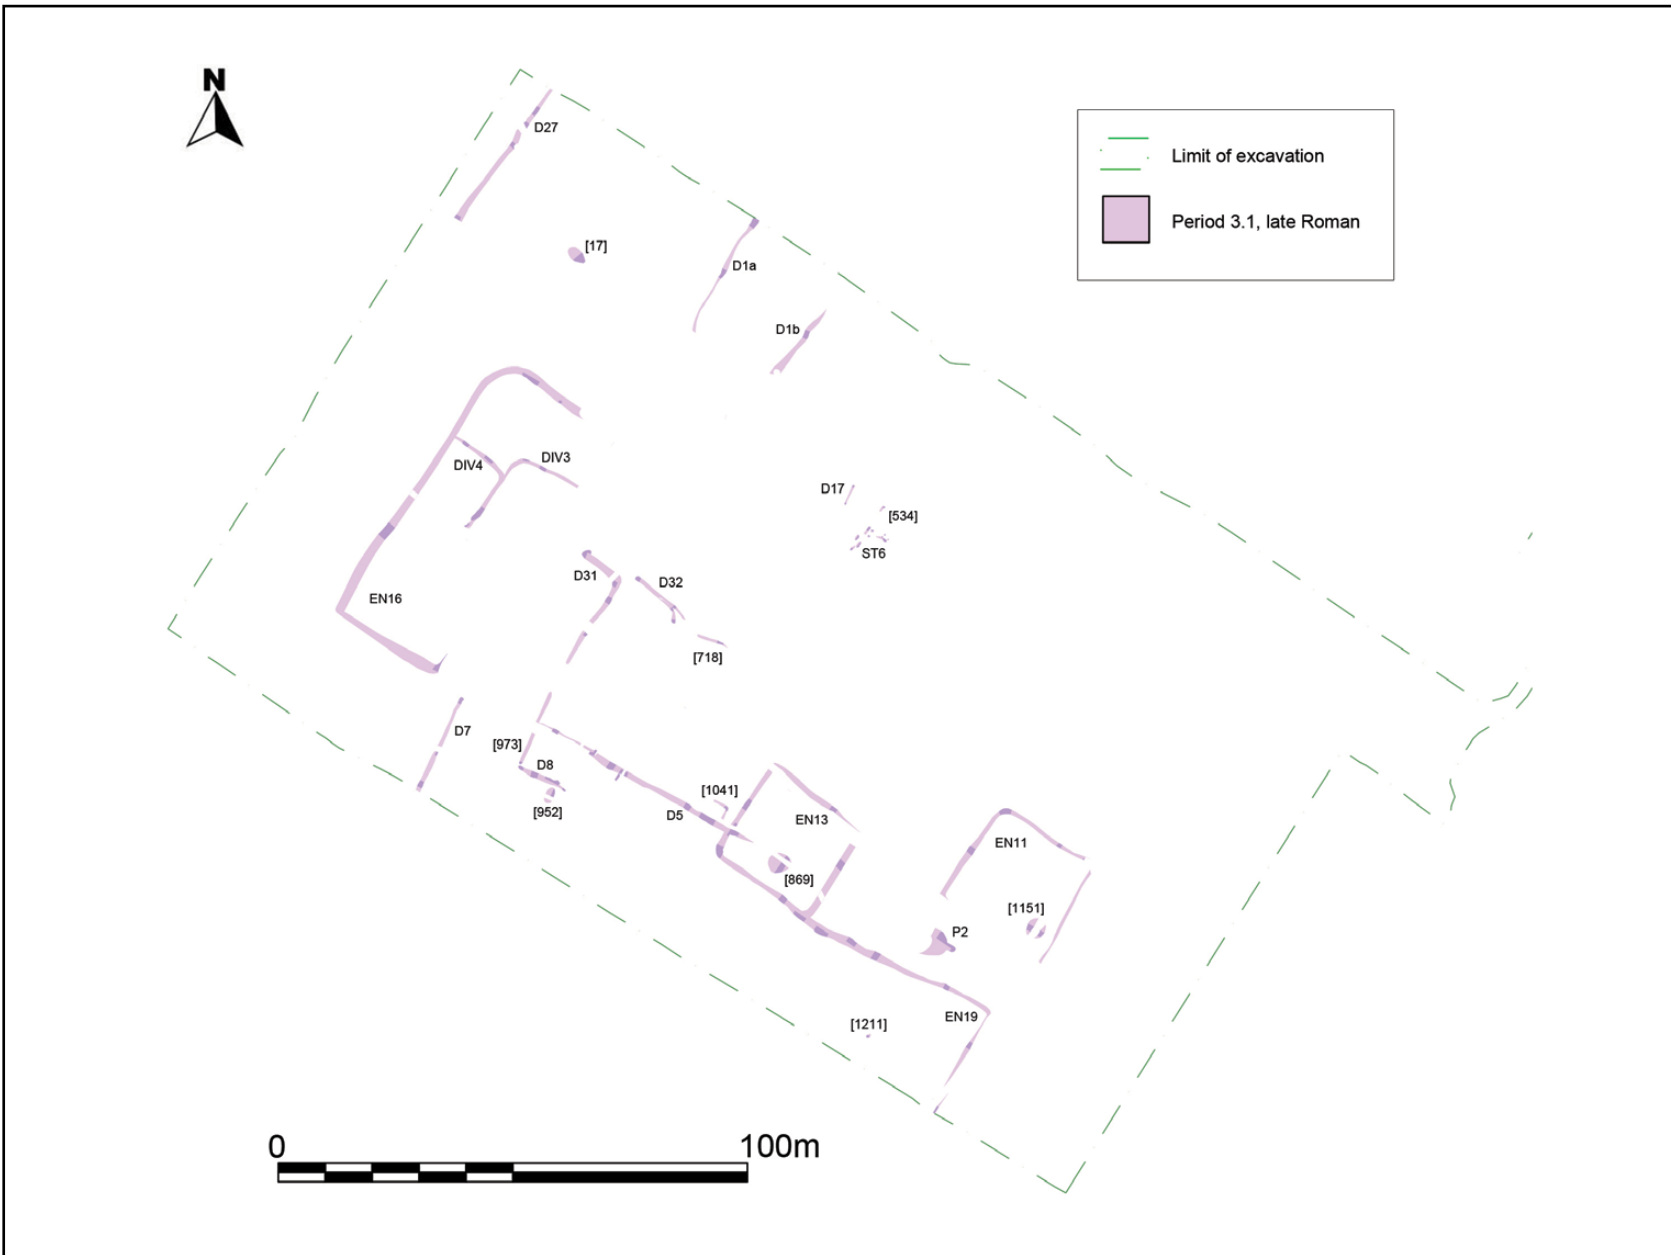 N
D27
Limit of excavation
Period 3.1, late Roman
[17]
D1a
D1b
DIV4
DIV3
D17
[534]
ST6
D31
D32
EN16
[718]
D7
[973]
D8
[952]
[1041]
D5
EN13
[869]
EN11
[1151]
P2
[1211]
EN19
0
100m